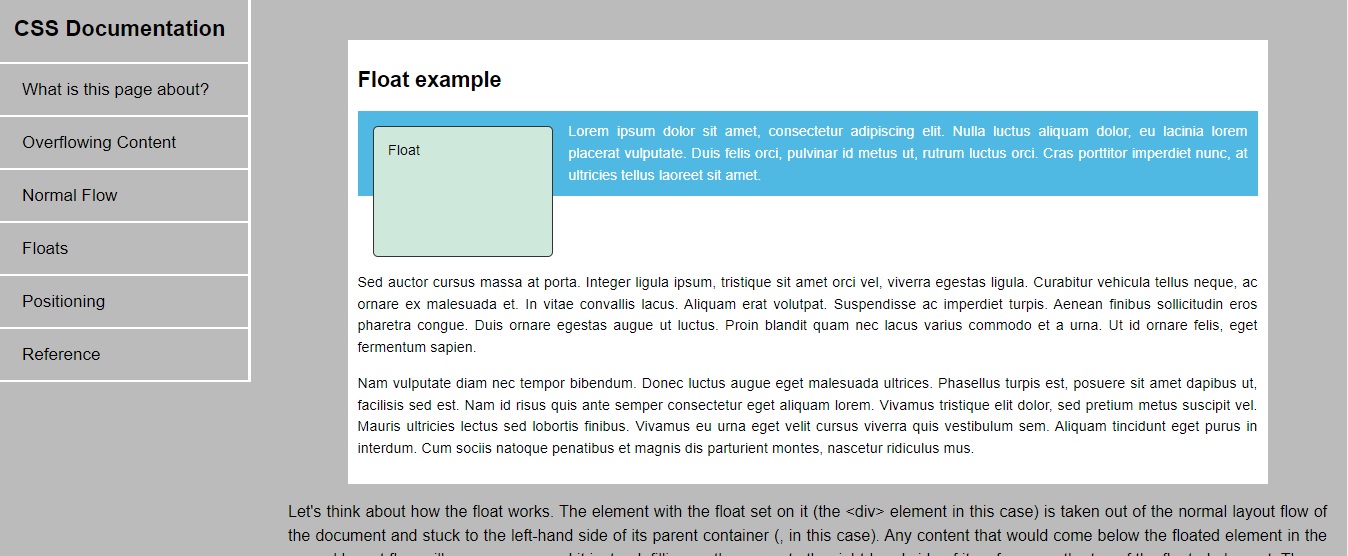 CSS Documentation
What is this page about?
Overflowing Content
Normal Flow
Floats
Positioning
Reference
Float example
Float
Lorem ipsum dolor sit amet, consectetur adipiscing elit. Nulla luctus aliquam dolor, eu lacinia lorem
placerat vulputate. Duis felis orci, pulvinar id metus ut, rutrum luctus orci. Cras porttitor imperdiet nunc, at
ultricies tellus laoreet sit amet.
Sed auctor cursus massa at porta. Integer ligula ipsum, tristique sit amet orci vel, viverra egestas ligula. Curabitur vehicula tellus neque, ac
ornare ex malesuada et. In vitae convallis lacus. Aliquam erat volutpat. Suspendisse ac imperdiet turpis. Aenean finibus sollicitudin eros
pharetra congue. Duis ornare egestas augue ut luctus. Proin blandit quam nec lacus varius commodo et a urna. Ut id ornare felis, eget
fermentum sapien.
Nam vulputate diam nec tempor bibendum. Donec luctus augue eget malesuada ultrices. Phasellus turpis est, posuere sit amet dapibus ut,
facilisis sed est. Nam id risus quis ante semper consectetur eget aliquam lorem. Vivamus tristique elit dolor, sed pretium metus suscipit vel.
Mauris ultricies lectus sed lobortis finibus. Vivamus eu urna eget velit cursus viverra quis vestibulum sem. Aliquam tincidunt eget purus in
interdum. Cum sociis natoque penatibus et magnis dis parturient montes, nascetur ridiculus mus.
Let's think about how the float works. The element with the float set on it (the <div> element in this case) is taken out of the normal layout flow of
the document and stuck to the left-hand side of its parent container (, in this case). Any content that would come below the floated element in the